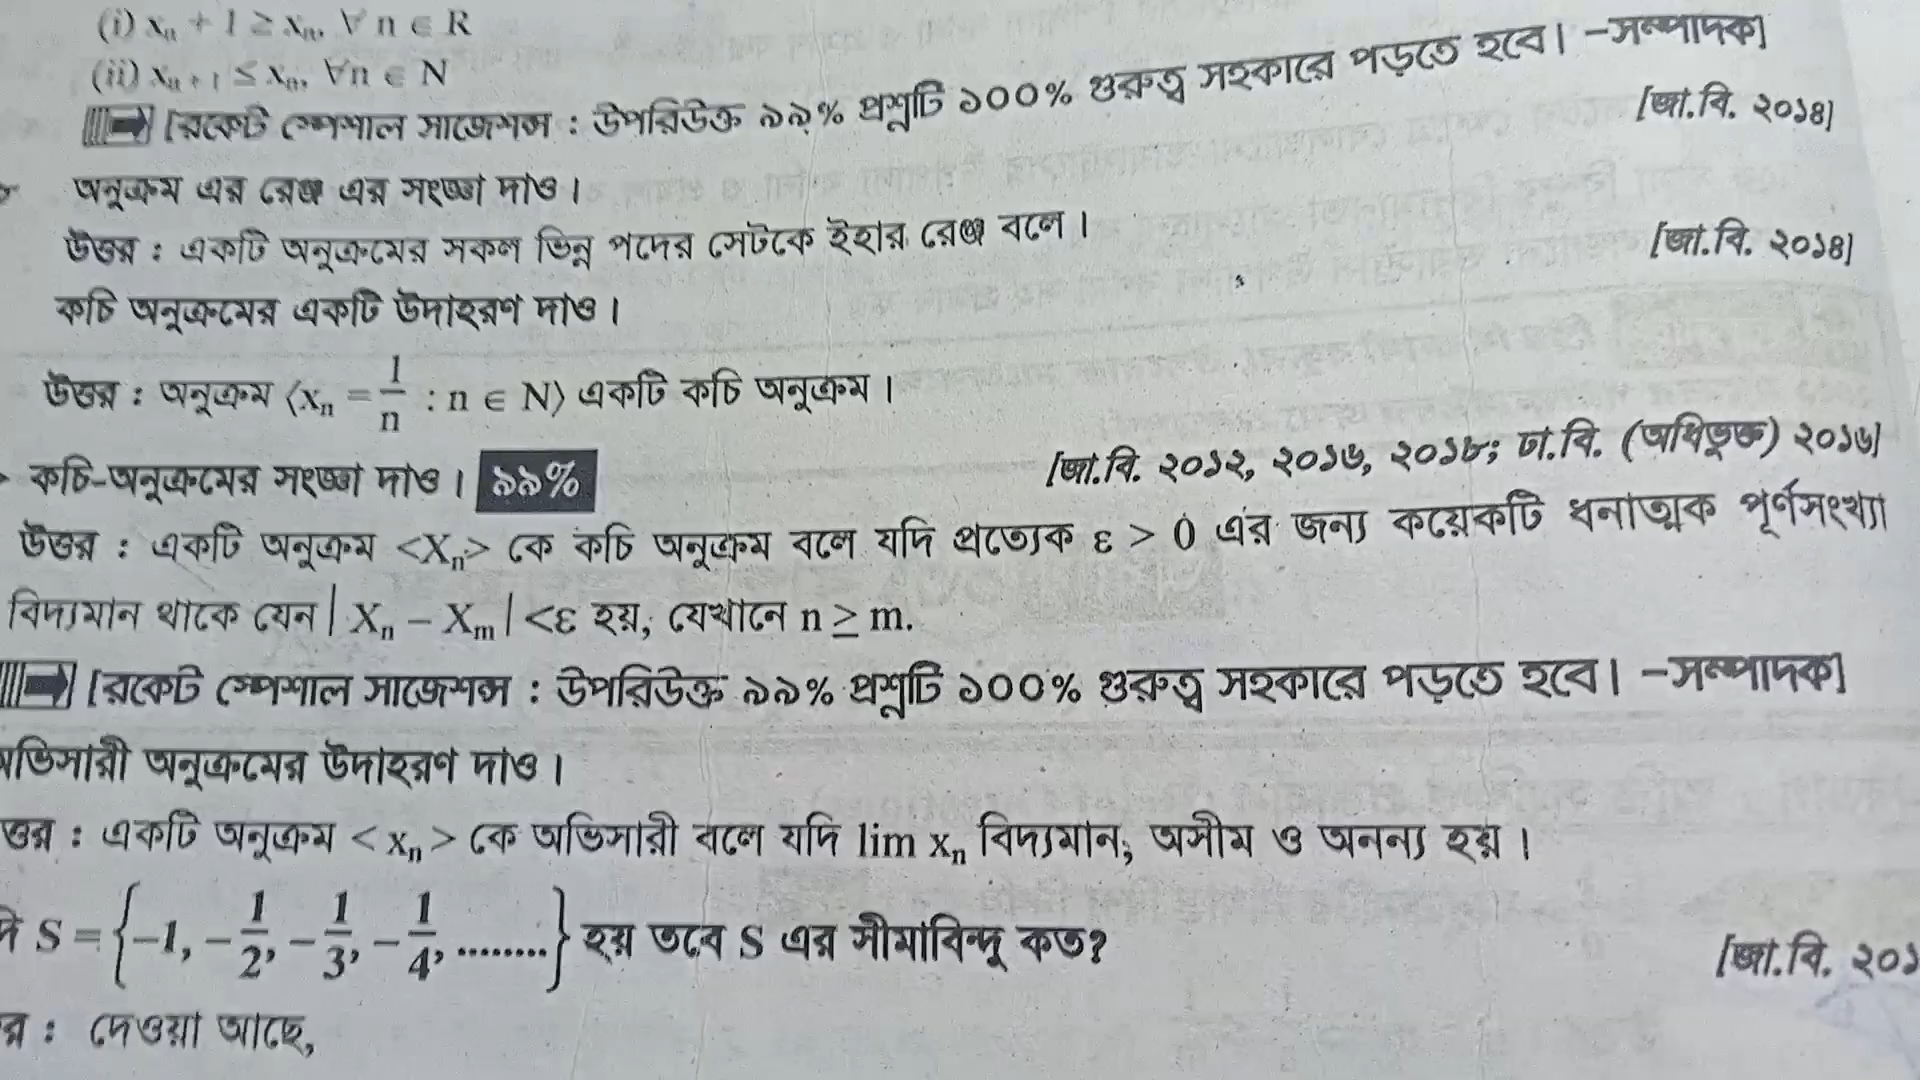 (i) xₙ + 1 ≥ xₙ, ∀ n ∈ R
(ii) xₙ₊₁ ≤ xₙ, ∀n ∈ N
[রকেট স্পেশাল সাজেশন্স : উপরিউক্ত ৯৯% প্রশ্নটি ১০০% গুরুত্ব সহকারে পড়তে হবে। –সম্পাদক]
[জা.বি. ২০১৪]
অনুক্রম এর রেঞ্জ এর সংজ্ঞা দাও।
উত্তর : একটি অনুক্রমের সকল ভিন্ন পদের সেটকে ইহার রেঞ্জ বলে।
[জা.বি. ২০১৪]
কচি অনুক্রমের একটি উদাহরণ দাও।
উত্তর : অনুক্রম ⟨xₙ = 1/n : n ∈ N⟩ একটি কচি অনুক্রম।
কচি-অনুক্রমের সংজ্ঞা দাও। ৯৯% [জা.বি. ২০১২, ২০১৬, ২০১৮; ঢা.বি. (অধিভুক্ত) ২০১৬]
উত্তর : একটি অনুক্রম <Xₙ> কে কচি অনুক্রম বলে যদি প্রত্যেক ε > 0 এর জন্য কয়েকটি ধনাত্মক পূর্ণসংখ্যা
বিদ্যমান থাকে যেন | Xₙ – Xₘ | <ε হয়, যেখানে n ≥ m.
[রকেট স্পেশাল সাজেশন্স : উপরিউক্ত ৯৯% প্রশ্নটি ১০০% গুরুত্ব সহকারে পড়তে হবে। –সম্পাদক]
অভিসারী অনুক্রমের উদাহরণ দাও।
ত্তর : একটি অনুক্রম < xₙ > কে অভিসারী বলে যদি lim xₙ বিদ্যমান, অসীম ও অনন্য হয়।
S = {–1, –1/2, –1/3, –1/4, ........} হয় তবে S এর সীমাবিন্দু কত? [জা.বি. ২০১
র : দেওয়া আছে,